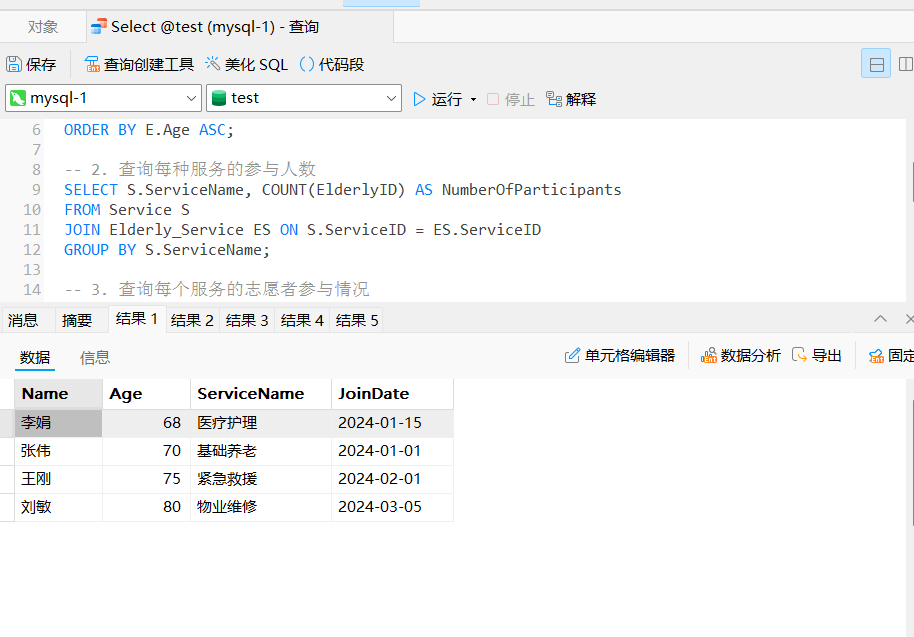 对象 Select @test (mysql-1) - 查询
保存 查询创建工具 美化 SQL () 代码段
mysql-1 test 运行 停止 解释
6 ORDER BY E.Age ASC;
7
8 -- 2. 查询每种服务的参与人数
9 SELECT S.ServiceName, COUNT(ElderlyID) AS NumberOfParticipants
10 FROM Service S
11 JOIN Elderly_Service ES ON S.ServiceID = ES.ServiceID
12 GROUP BY S.ServiceName;
13
14 -- 3. 查询每个服务的志愿者参与情况
消息 摘要 结果 1 结果 2 结果 3 结果 4 结果 5
数据 信息 单元格编辑器 数据分析 导出 固定
Name Age ServiceName JoinDate
李娟 68 医疗护理 2024-01-15
张伟 70 基础养老 2024-01-01
王刚 75 紧急救援 2024-02-01
刘敏 80 物业维修 2024-03-05